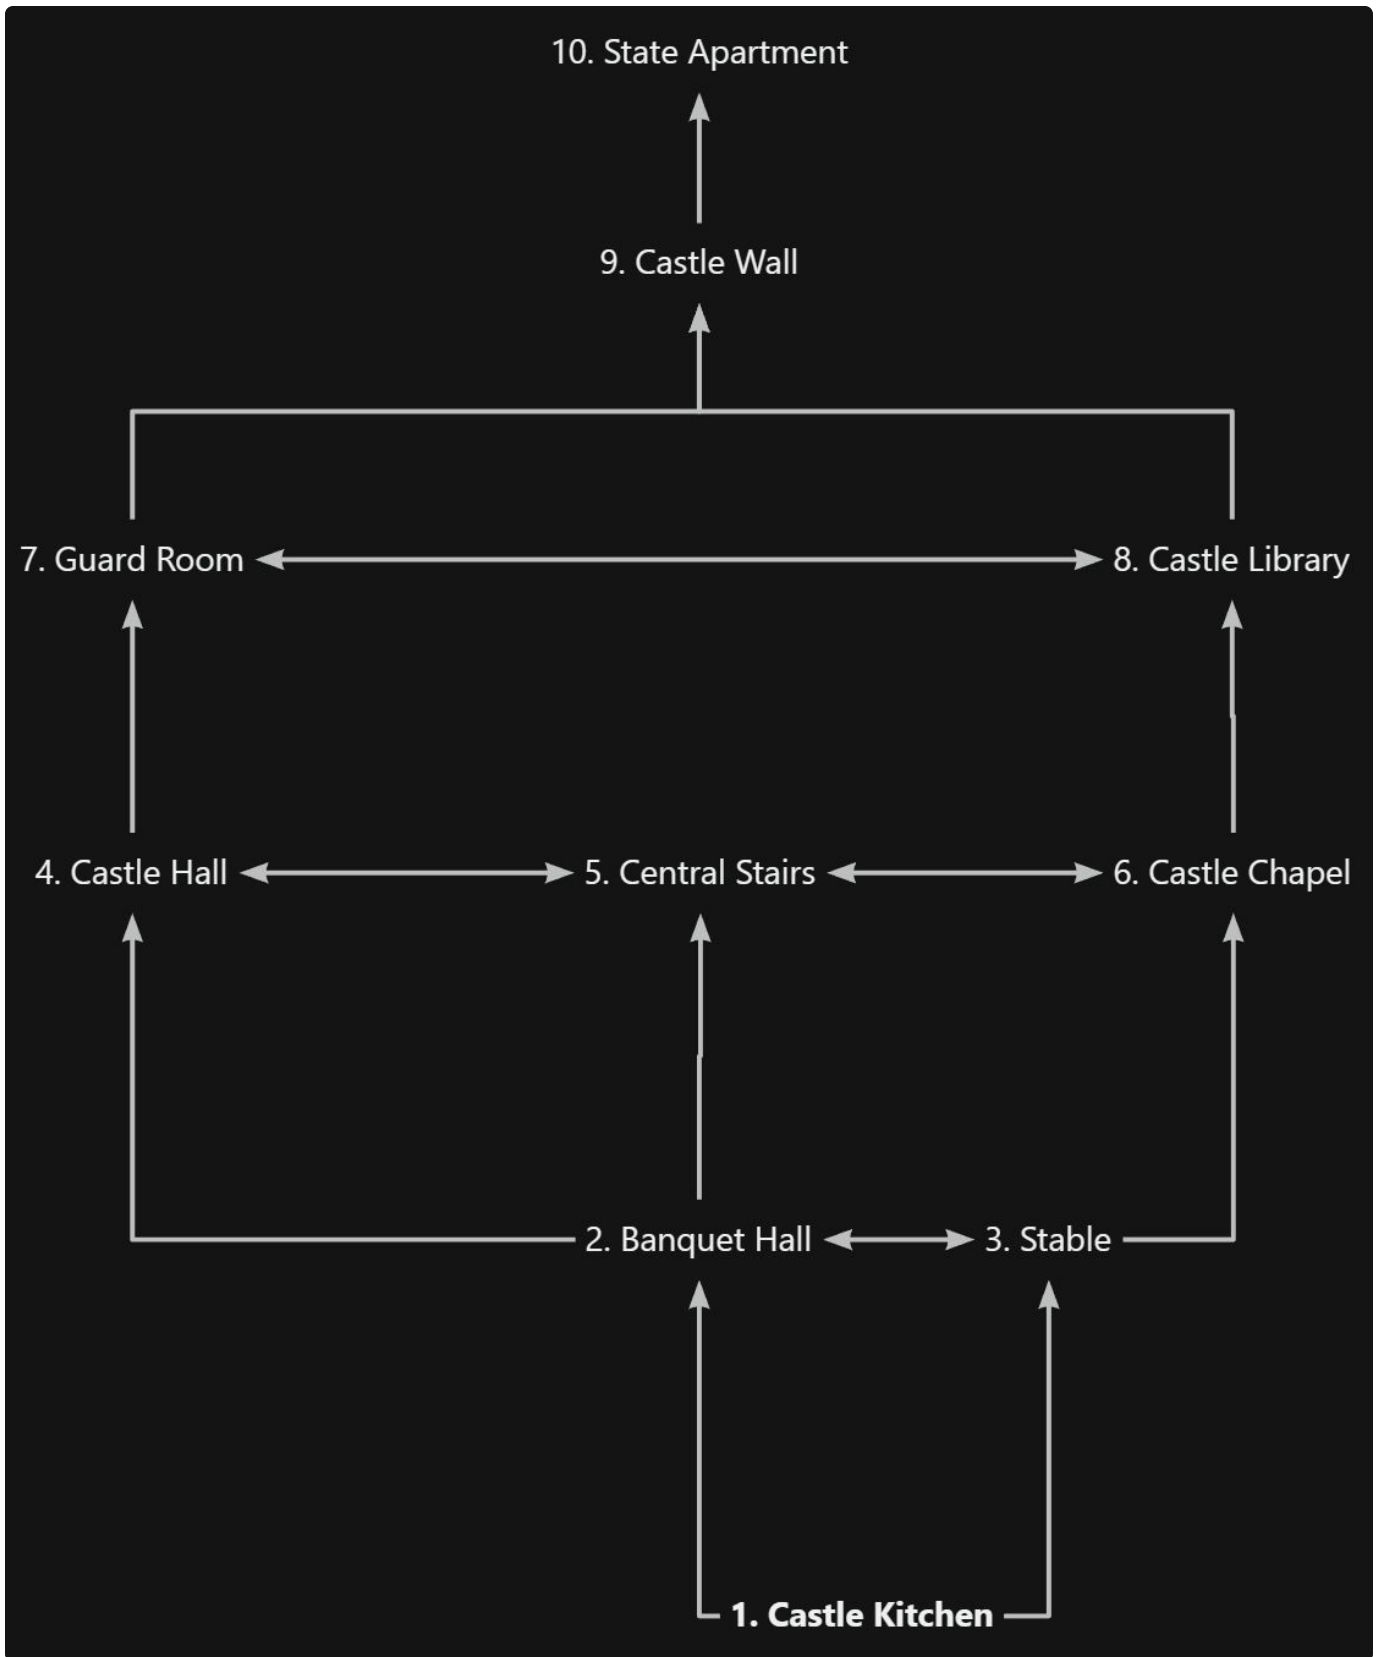 10. State Apartment
9. Castle Wall
7. Guard Room
8. Castle Library
4. Castle Hall
5. Central Stairs
6. Castle Chapel
2. Banquet Hall
3. Stable
1. Castle Kitchen